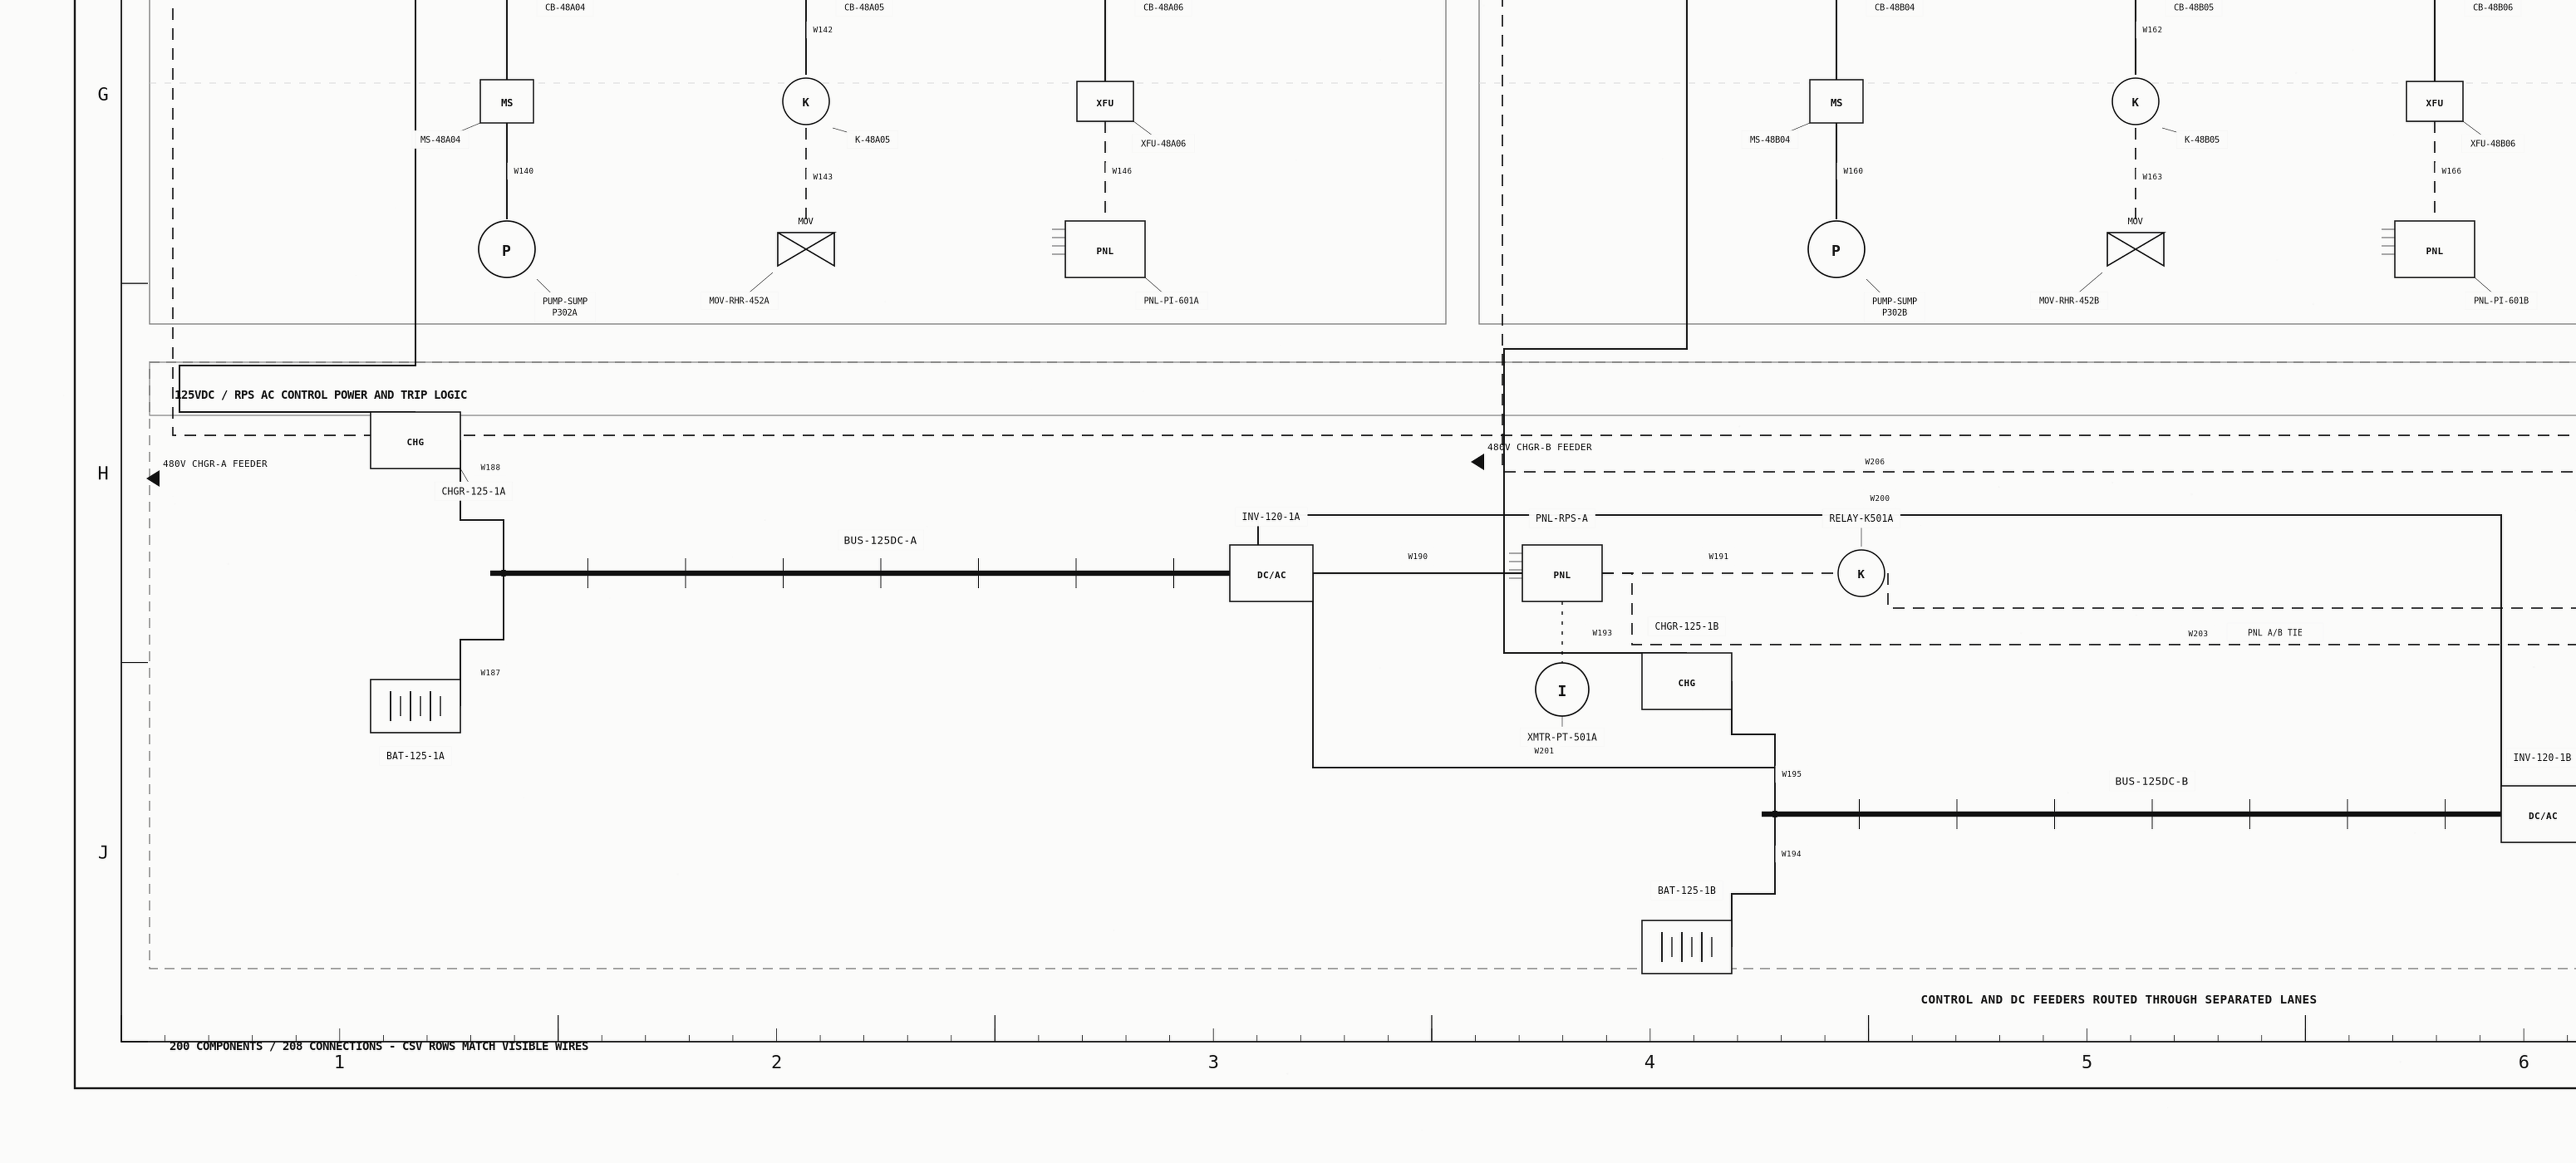 CB-48A04
CB-48A05
CB-48A06
CB-48B04
CB-48B05
CB-48B06
W142
W162
G
MS
K
XFU
MS
K
XFU
MS-48A04
K-48A05
XFU-48A06
MS-48B04
K-48B05
XFU-48B06
W140
W143
W146
W160
W163
W166
MOV
MOV
P
PNL
P
PNL
PUMP-SUMP
P302A
MOV-RHR-452A
PNL-PI-601A
PUMP-SUMP
P302B
MOV-RHR-452B
PNL-PI-601B
125VDC / RPS AC CONTROL POWER AND TRIP LOGIC
CHG
480V CHGR-A FEEDER
480V CHGR-B FEEDER
H
W188
W206
CHGR-125-1A
W200
INV-120-1A
PNL-RPS-A
RELAY-K501A
BUS-125DC-A
W190
W191
DC/AC
PNL
K
CHGR-125-1B
W193
W203
PNL A/B TIE
W187
CHG
I
XMTR-PT-501A
W201
BAT-125-1A
INV-120-1B
W195
BUS-125DC-B
DC/AC
J
W194
BAT-125-1B
CONTROL AND DC FEEDERS ROUTED THROUGH SEPARATED LANES
200 COMPONENTS / 208 CONNECTIONS - CSV ROWS MATCH VISIBLE WIRES
1
2
3
4
5
6